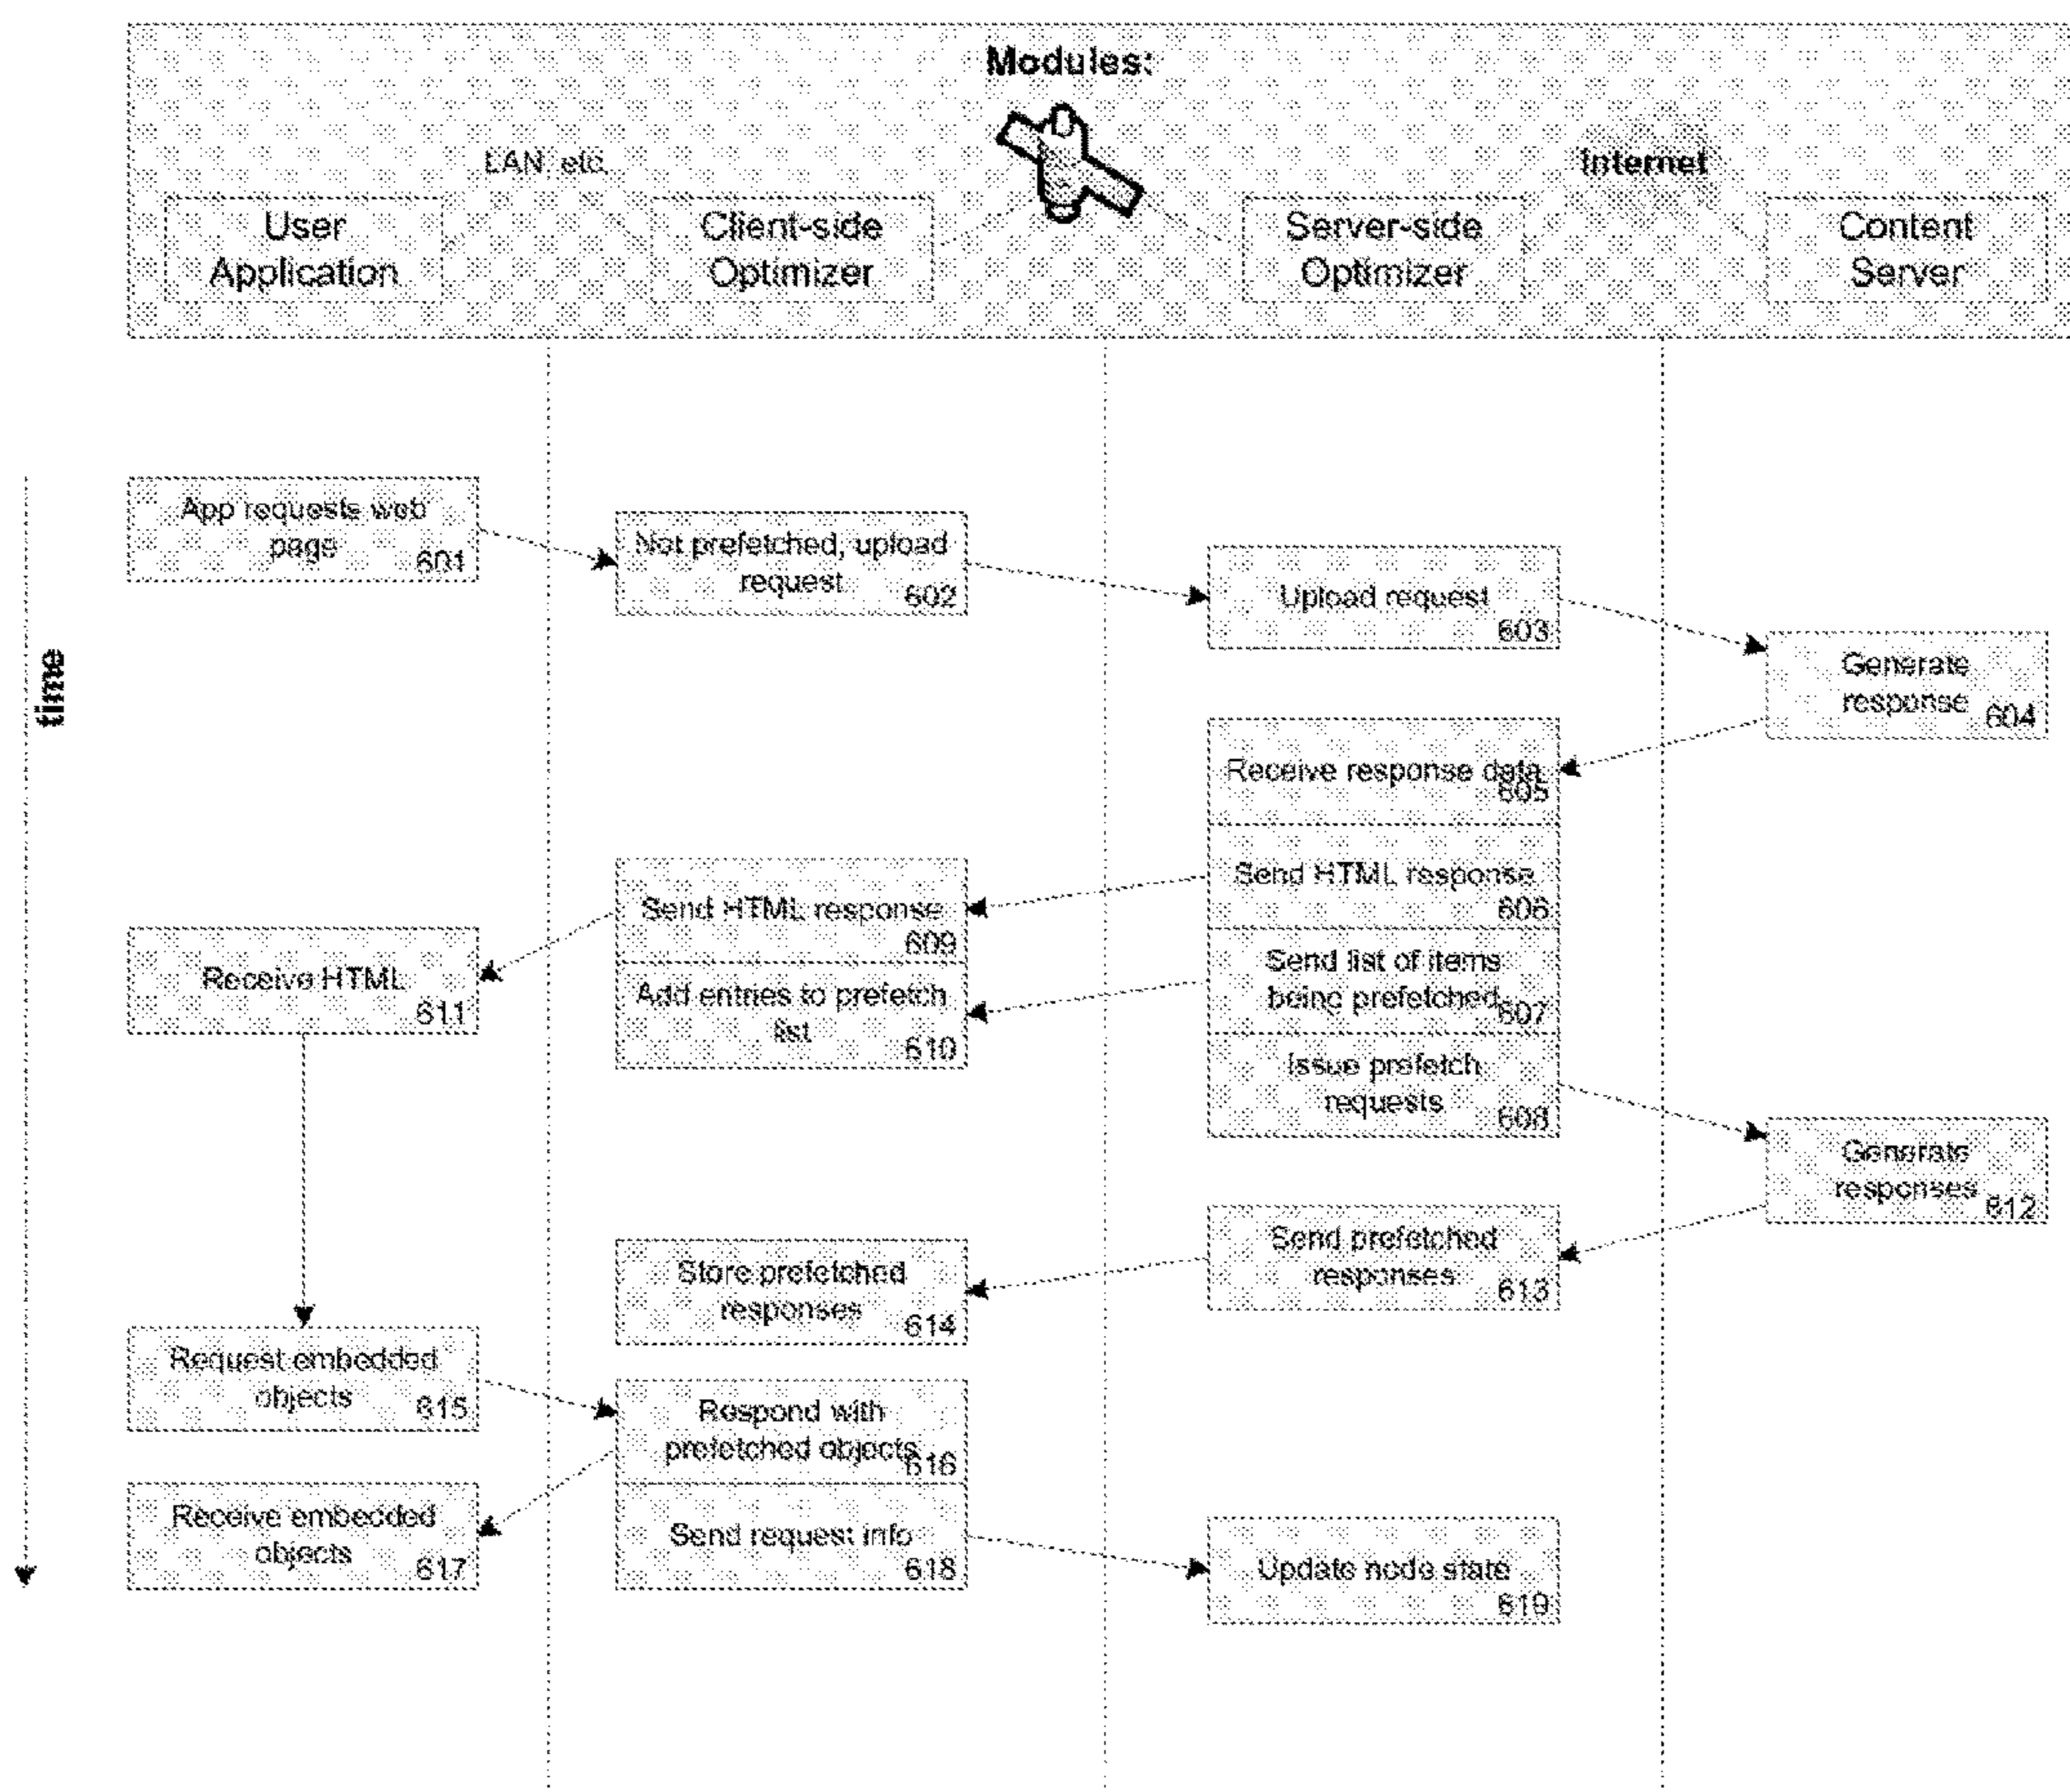 Modules:
LAN, etc.
Internet
User
Application
Client-side
Optimizer
Server-side
Optimizer
Content
Server
time
App requests web
page
601
Not prefetched, upload
request
602
Upload request
603
Generate
response
604
Receive response data
605
Send HTML response
606
Send HTML response
609
Send list of items
being prefetched
607
Receive HTML
611
Add entries to prefetch
list
610
Issue prefetch
requests
608
Generate
responses
612
Send prefetched
responses
613
Store prefetched
responses
614
Request embedded
objects
615
Respond with
prefetched objects
616
Receive embedded
objects
617
Send request info
618
Update node state
619